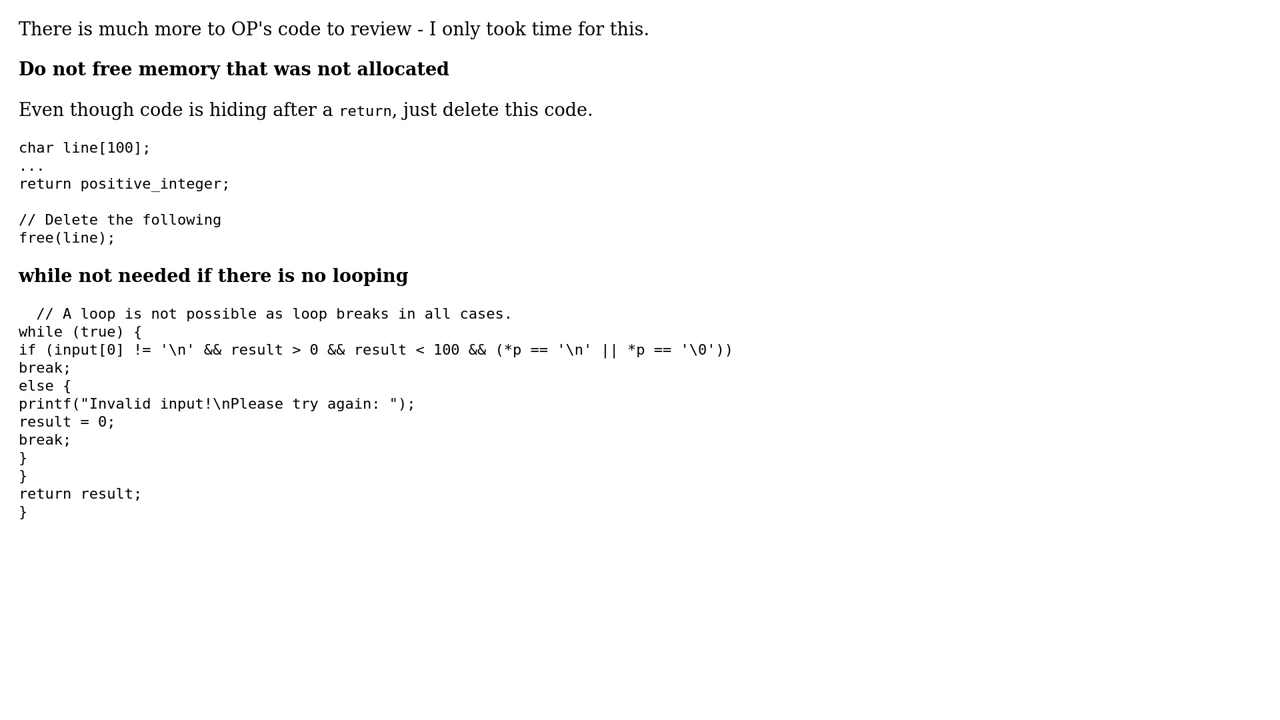 There is much more to OP's code to review - I only took time for this.
Do not free memory that was not allocated
Even though code is hiding after a return, just delete this code.
char line[100];
...
return positive_integer;
// Delete the following
free(line);
while not needed if there is no looping
// A loop is not possible as loop breaks in all cases.
while (true) {
if (input[0] != '\n' && result > 0 && result < 100 && (*p == '\n' || *p == '\0'))
break;
else {
printf("Invalid input!\nPlease try again: ");
result = 0;
break;
}
}
return result;
}